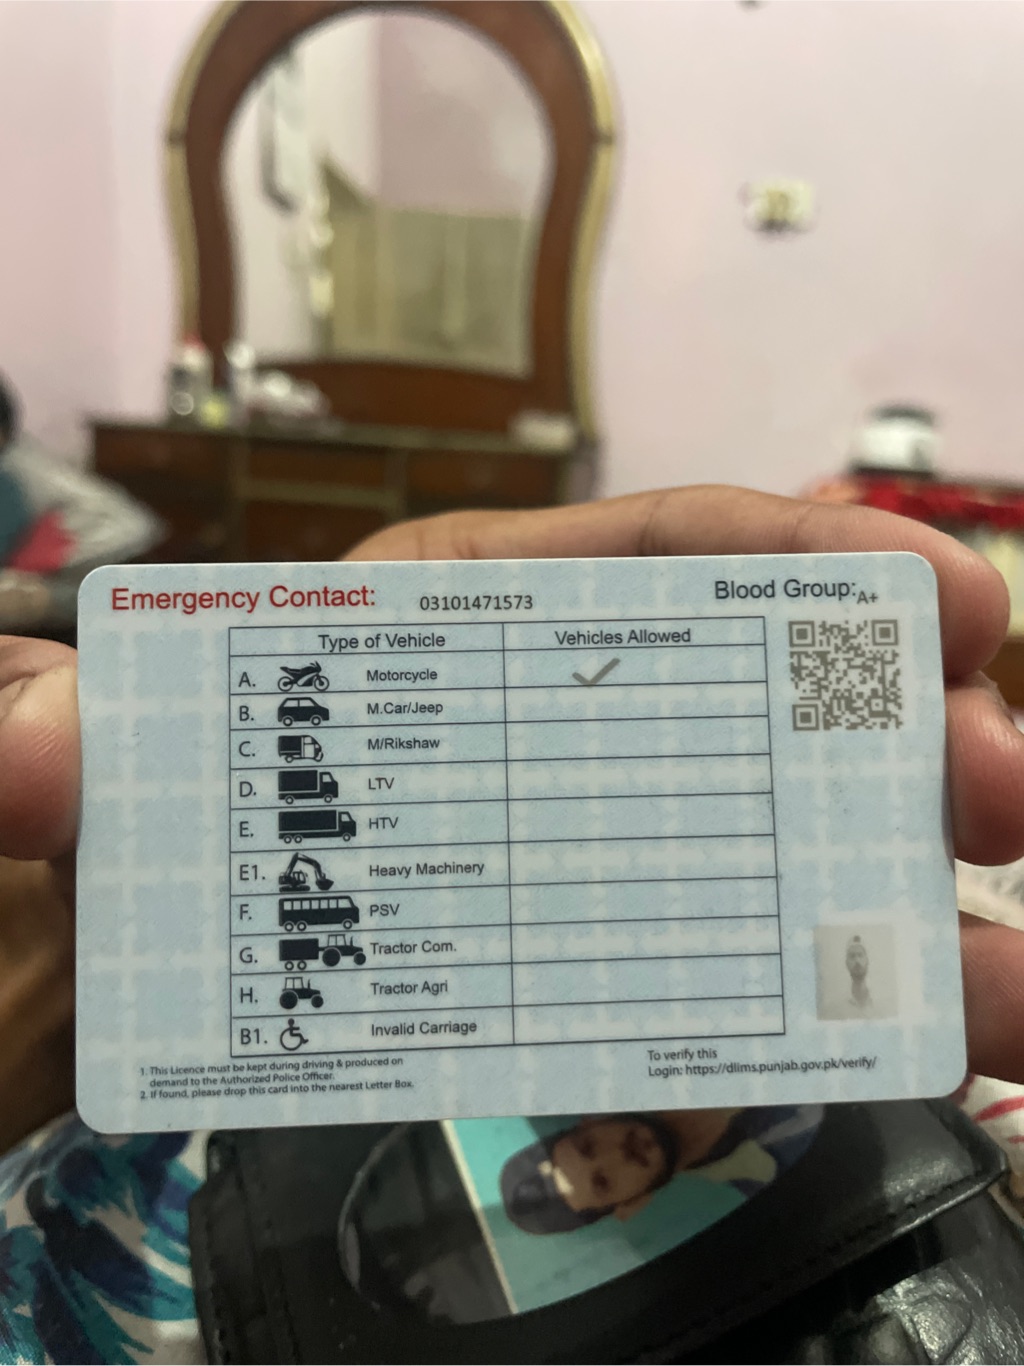 Emergency Contact: 03101471573 Blood Group: A+
Type of Vehicle Vehicles Allowed
A. Motorcycle ✓
B. M.Car/Jeep
C. M/Rikshaw
D. LTV
E. HTV
E1. Heavy Machinery
F. PSV
G. Tractor Com.
H. Tractor Agri
B1. Invalid Carriage
1. This Licence must be kept during driving & produced on
demand to the Authorized Police Officer.
2. If found, please drop this card into the nearest Letter Box.
To verify this
Login: https://dlims.punjab.gov.pk/verify/